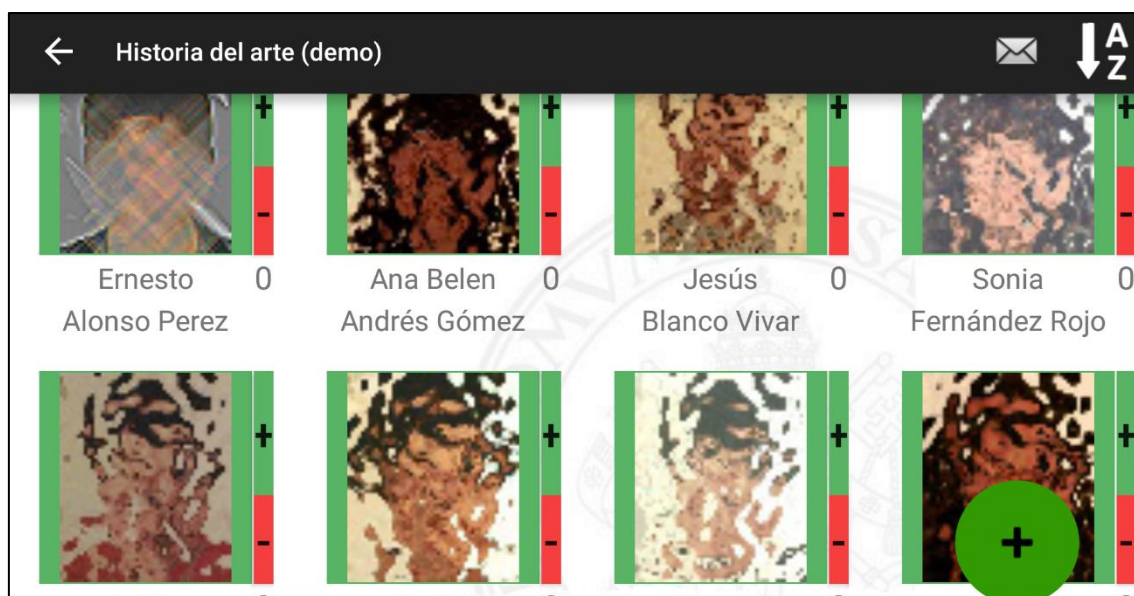 Historia del arte (demo)
A
Z
+ + + +
- - - -
Ernesto 0 Ana Belen 0 Jesús 0 Sonia 0
Alonso Perez Andrés Gómez Blanco Vivar Fernández Rojo
+ + + +
- - - -
+